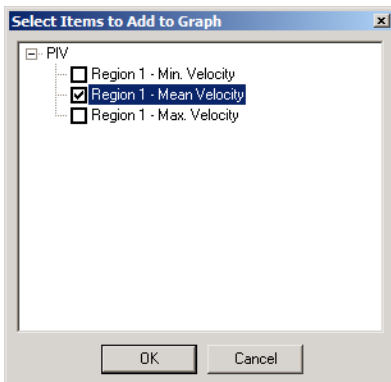 Select Items to Add to Graph
PIV
Region 1 - Min. Velocity
Region 1 - Mean Velocity
Region 1 - Max. Velocity
OK
Cancel